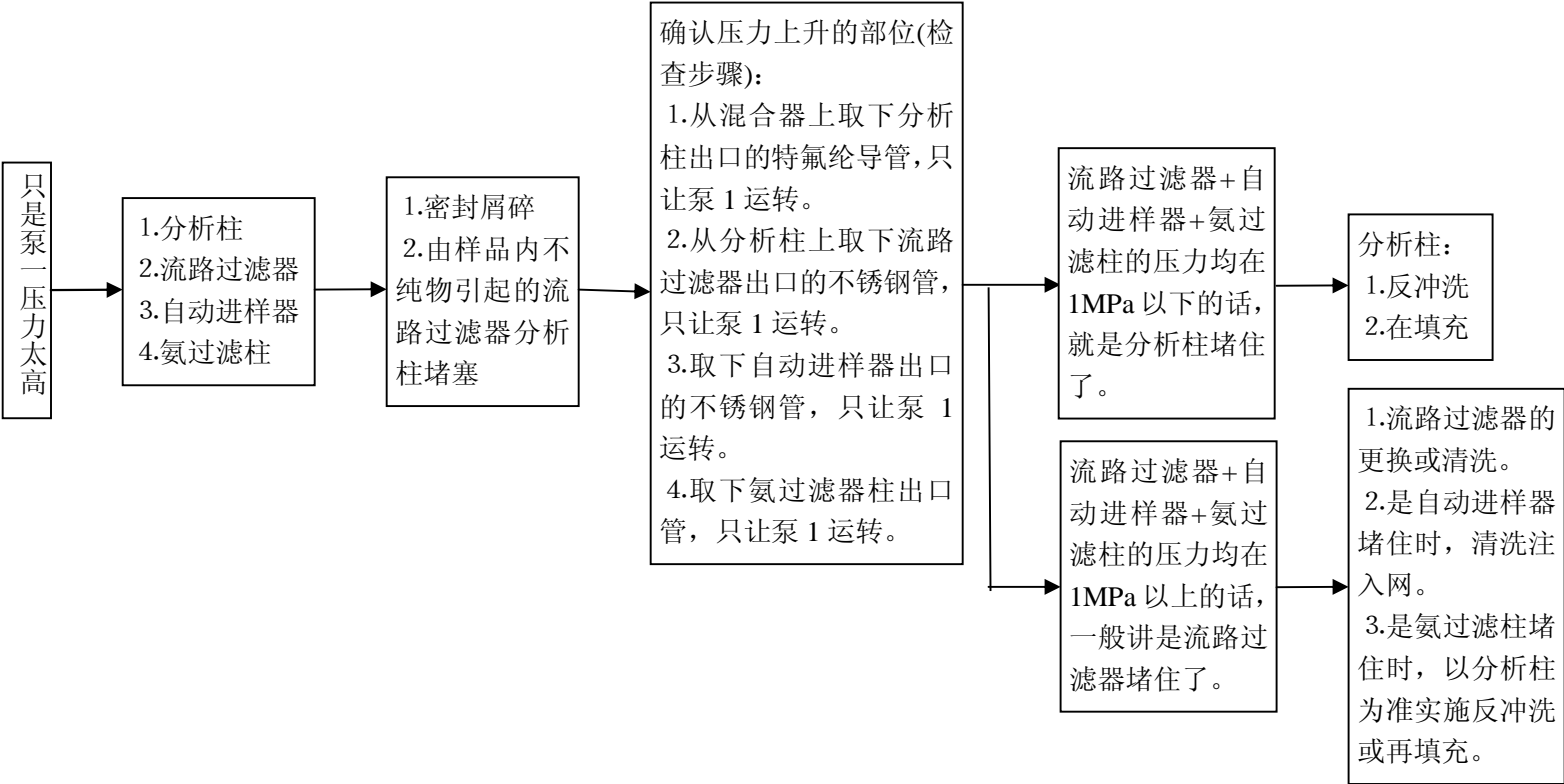 只是泵一压力太高
1.分析柱
2.流路过滤器
3.自动进样器
4.氨过滤柱
1.密封屑碎
2.由样品内不
纯物引起的流
路过滤器分析
柱堵塞
确认压力上升的部位(检
查步骤)：
1.从混合器上取下分析
柱出口的特氟纶导管，只
让泵 1 运转。
2.从分析柱上取下流路
过滤器出口的不锈钢管，
只让泵 1 运转。
3.取下自动进样器出口
的不锈钢管，只让泵 1
运转。
4.取下氨过滤器柱出口
管，只让泵 1 运转。
流路过滤器+自
动进样器+氨过
滤柱的压力均在
1MPa 以下的话，
就是分析柱堵住
了。
分析柱：
1.反冲洗
2.在填充
流路过滤器+自
动进样器+氨过
滤柱的压力均在
1MPa 以上的话，
一般讲是流路过
滤器堵住了。
1.流路过滤器的
更换或清洗。
2.是自动进样器
堵住时，清洗注
入网。
3.是氨过滤柱堵
住时，以分析柱
为准实施反冲洗
或再填充。